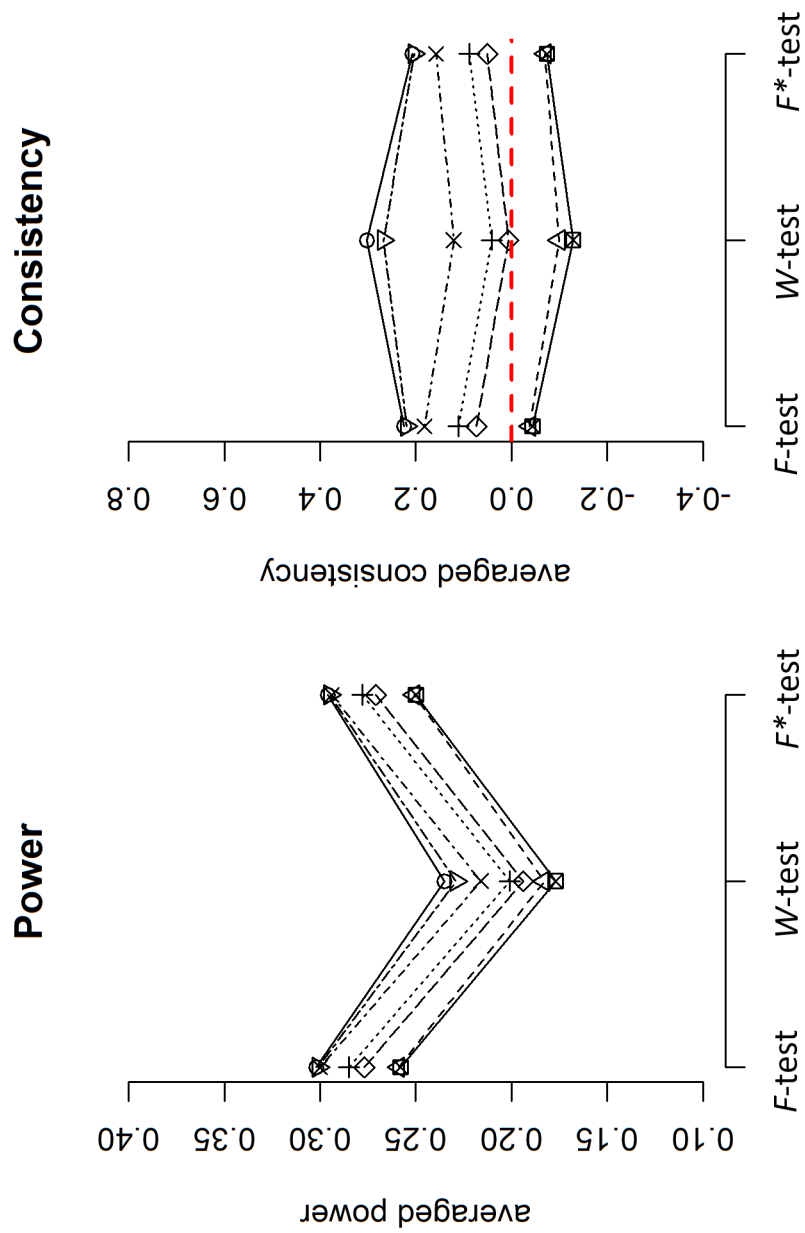 Power
averaged power
0.40
0.35
0.30
0.25
0.20
0.15
0.10
F-test
W-test
F*-test
Consistency
averaged consistency
0.8
0.6
0.4
0.2
0.0
-0.2
-0.4
F-test
W-test
F*-test